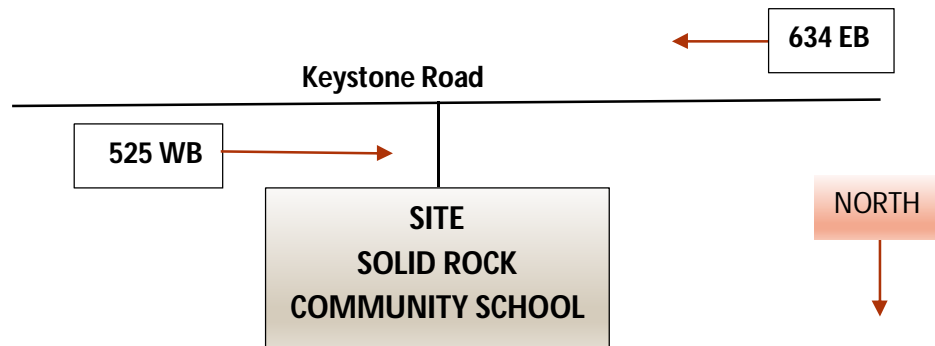 634 EB
Keystone Road
525 WB
NORTH
SITE
SOLID ROCK
COMMUNITY SCHOOL